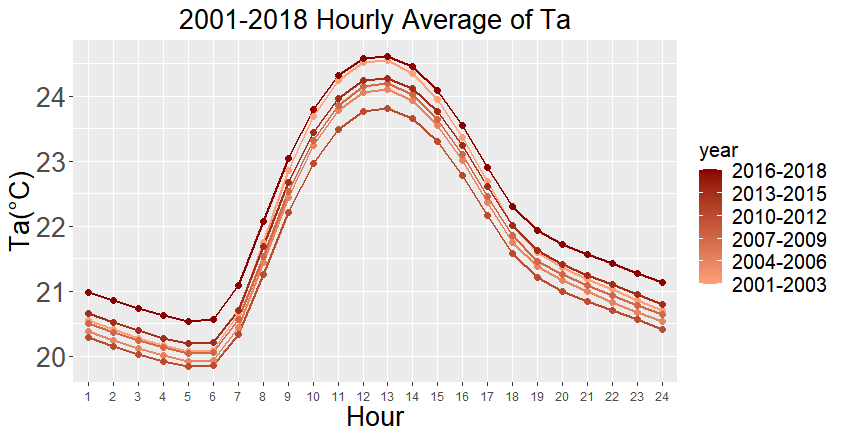 2001-2018 Hourly Average of Ta
Ta(°C)
24
23
22
21
20
1 2 3 4 5 6 7 8 9 10 11 12 13 14 15 16 17 18 19 20 21 22 23 24
Hour
year
2016-2018
2013-2015
2010-2012
2007-2009
2004-2006
2001-2003